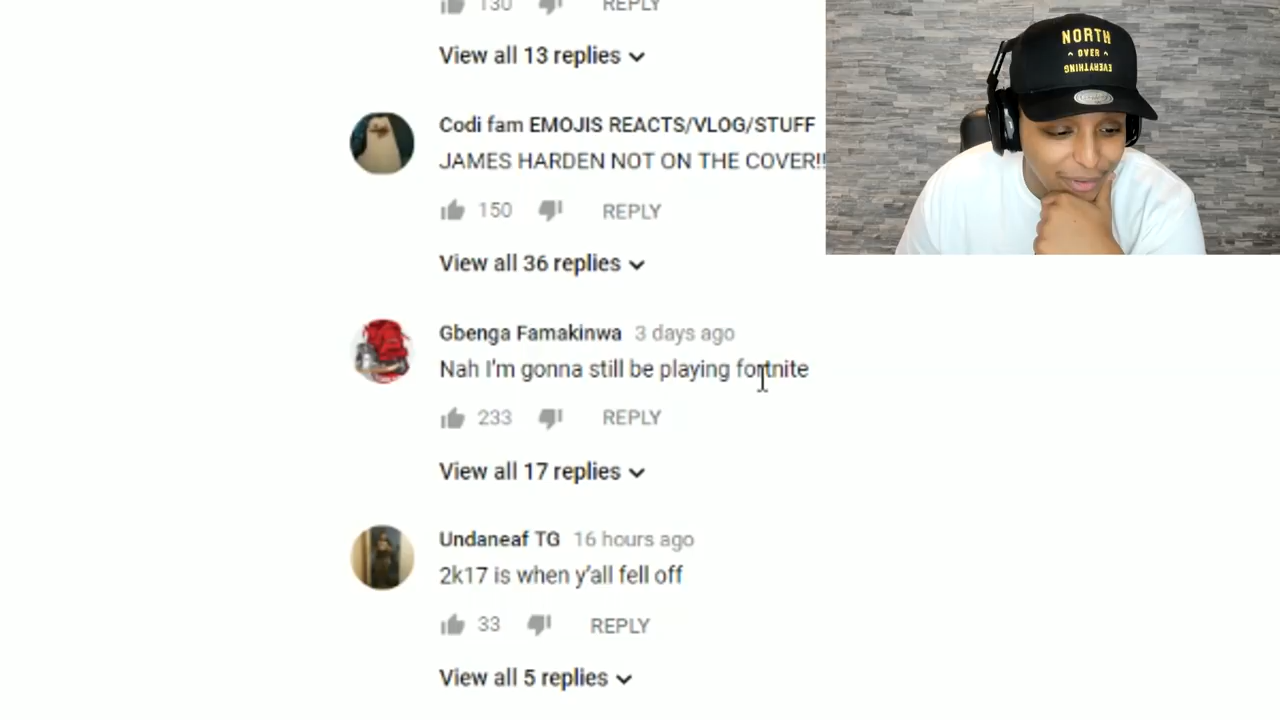 130 REPLY
View all 13 replies
NORTH
OVER
EVERYTHING
Codi fam EMOJIS REACTS/VLOG/STUFF
JAMES HARDEN NOT ON THE COVER!!
150 REPLY
View all 36 replies
Gbenga Famakinwa 3 days ago
Nah I'm gonna still be playing fortnite
233 REPLY
View all 17 replies
Undaneaf TG 16 hours ago
2k17 is when y'all fell off
33 REPLY
View all 5 replies